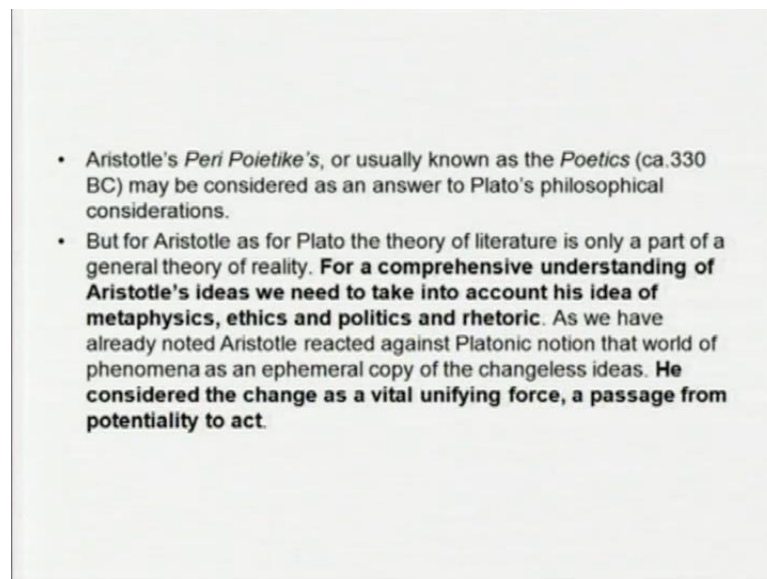 • Aristotle's Peri Poietike's, or usually known as the Poetics (ca.330
BC) may be considered as an answer to Plato's philosophical
considerations.
• But for Aristotle as for Plato the theory of literature is only a part of a
general theory of reality. For a comprehensive understanding of
Aristotle's ideas we need to take into account his idea of
metaphysics, ethics and politics and rhetoric. As we have
already noted Aristotle reacted against Platonic notion that world of
phenomena as an ephemeral copy of the changeless ideas. He
considered the change as a vital unifying force, a passage from
potentiality to act.